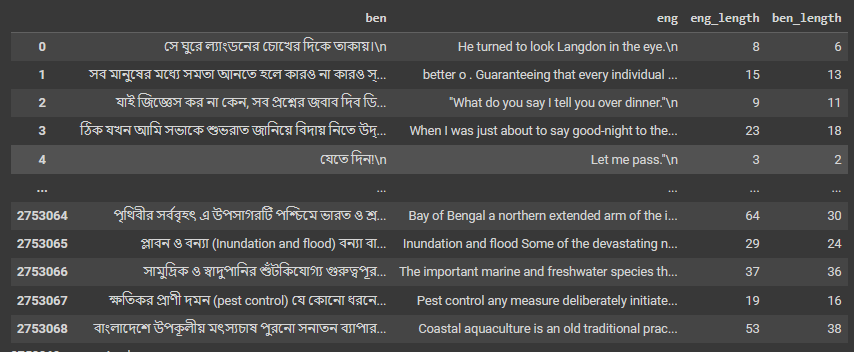 ben eng eng_length ben_length
0 সে ঘুরে ল্যাংডনের চোখের দিকে তাকায়।\n He turned to look Langdon in the eye.\n 8 6
1 সব মানুষের মধ্যে সমতা আনতে হলে কারও না কারও স্... better o . Guaranteeing that every individual ... 15 13
2 যাই জিজ্ঞেস কর না কেন, সব প্রশ্নের জবাব দিব ডি... "What do you say I tell you over dinner."\n 9 11
3 ঠিক যখন আমি সভাকে শুভরাত জানিয়ে বিদায় নিতে উদ্... When I was just about to say good-night to the... 23 18
4 যেতে দিন!\n Let me pass."\n 3 2
... ... ... ... ...
2753064 পৃথিবীর সর্ববৃহৎ এ উপসাগরটি পশ্চিমে ভারত ও শ্র... Bay of Bengal a northern extended arm of the i... 64 30
2753065 প্লাবন ও বন্যা (Inundation and flood) বন্যা বা... Inundation and flood Some of the devastating n... 29 24
2753066 সামুদ্রিক ও স্বাদুপানির শুঁটকিযোগ্য গুরুত্বপূর... The important marine and freshwater species th... 37 36
2753067 ক্ষতিকর প্রাণী দমন (pest control) যে কোনো ধরনে... Pest control any measure deliberately initiate... 19 16
2753068 বাংলাদেশে উপকূলীয় মৎস্যচাষ পুরনো সনাতন ব্যাপার... Coastal aquaculture is an old traditional prac... 53 38